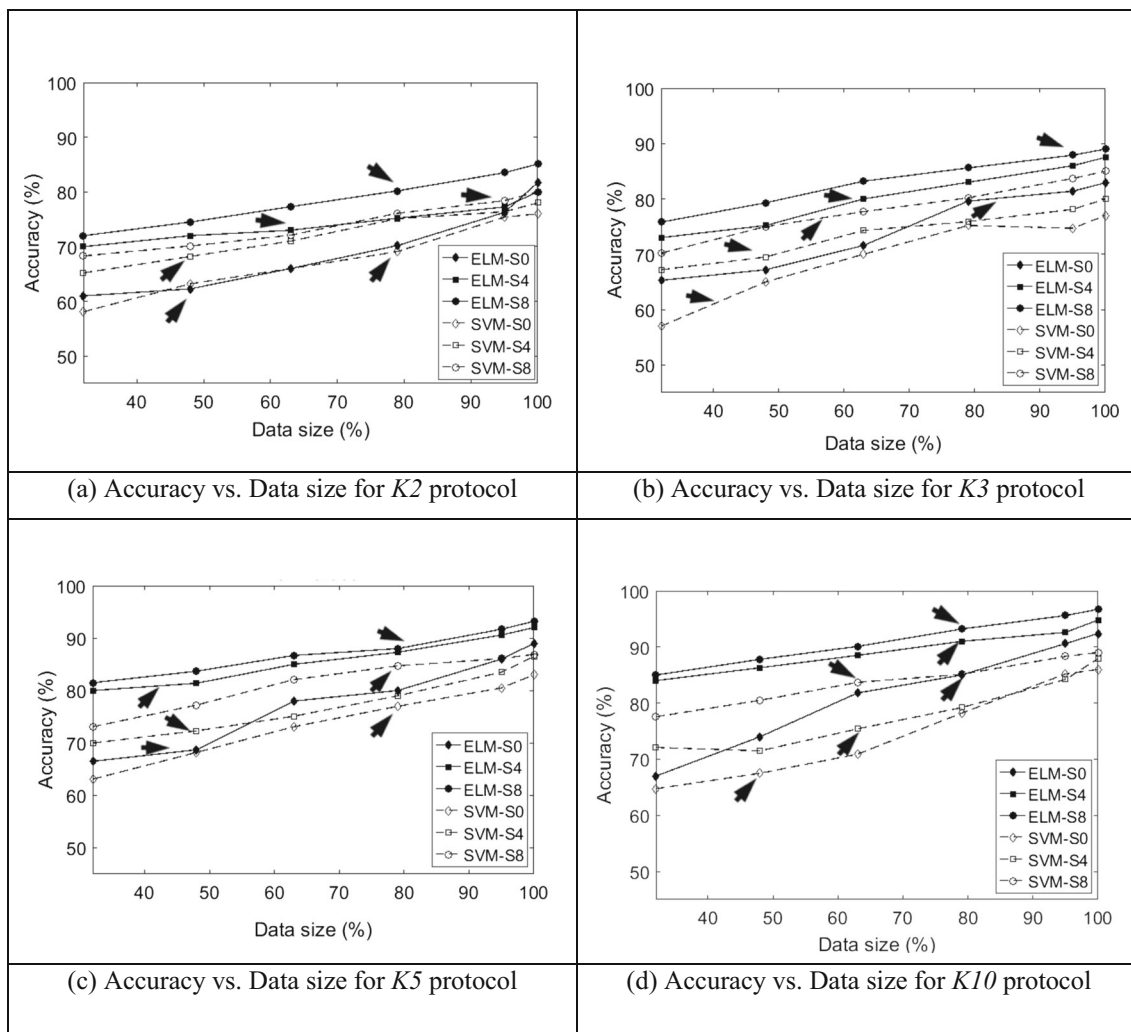 100
90
80
70
60
50
Accuracy (%)
40 50 60 70 80 90 100
Data size (%)
ELM-S0
ELM-S4
ELM-S8
SVM-S0
SVM-S4
SVM-S8
(a) Accuracy vs. Data size for K2 protocol
100
90
80
70
60
50
Accuracy (%)
40 50 60 70 80 90 100
Data size (%)
ELM-S0
ELM-S4
ELM-S8
SVM-S0
SVM-S4
SVM-S8
(b) Accuracy vs. Data size for K3 protocol
100
90
80
70
60
50
Accuracy (%)
40 50 60 70 80 90 100
Data size (%)
ELM-S0
ELM-S4
ELM-S8
SVM-S0
SVM-S4
SVM-S8
(c) Accuracy vs. Data size for K5 protocol
100
90
80
70
60
50
Accuracy (%)
40 50 60 70 80 90 100
Data size (%)
ELM-S0
ELM-S4
ELM-S8
SVM-S0
SVM-S4
SVM-S8
(d) Accuracy vs. Data size for K10 protocol